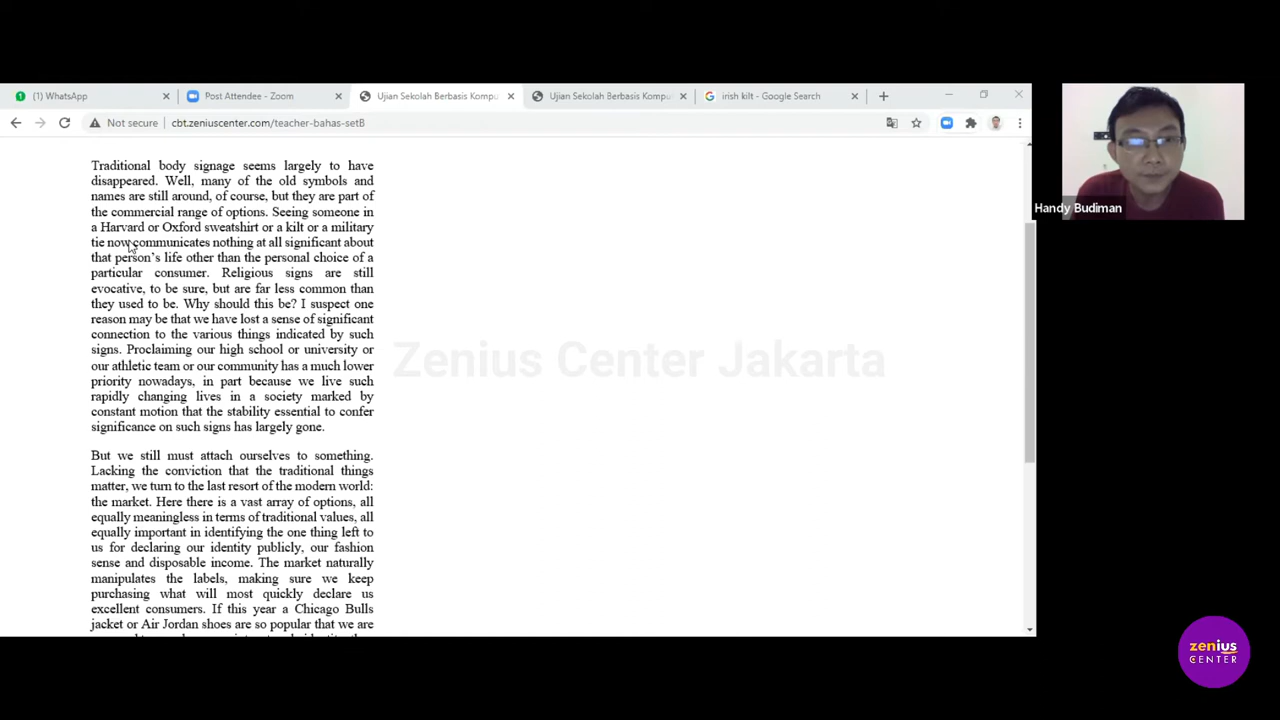 (1) WhatsApp
Post Attendee - Zoom
Ujian Sekolah Berbasis Kompu
Ujian Sekolah Berbasis Kompu
irish kilt - Google Search
Not secure
cbt.zeniuscenter.com/teacher-bahas-setB
Handy Budiman
Traditional body signage seems largely to have
disappeared. Well, many of the old symbols and
names are still around, of course, but they are part of
the commercial range of options. Seeing someone in
a Harvard or Oxford sweatshirt or a kilt or a military
tie now communicates nothing at all significant about
that person's life other than the personal choice of a
particular consumer. Religious signs are still
evocative, to be sure, but are far less common than
they used to be. Why should this be? I suspect one
reason may be that we have lost a sense of significant
connection to the various things indicated by such
signs. Proclaiming our high school or university or
our athletic team or our community has a much lower
priority nowadays, in part because we live such
rapidly changing lives in a society marked by
constant motion that the stability essential to confer
significance on such signs has largely gone.
But we still must attach ourselves to something.
Lacking the conviction that the traditional things
matter, we turn to the last resort of the modern world:
the market. Here there is a vast array of options, all
equally meaningless in terms of traditional values, all
equally important in identifying the one thing left to
us for declaring our identity publicly, our fashion
sense and disposable income. The market naturally
manipulates the labels, making sure we keep
purchasing what will most quickly declare us
excellent consumers. If this year a Chicago Bulls
jacket or Air Jordan shoes are so popular that we are
Zenius Center Jakarta
zenius
CENTER